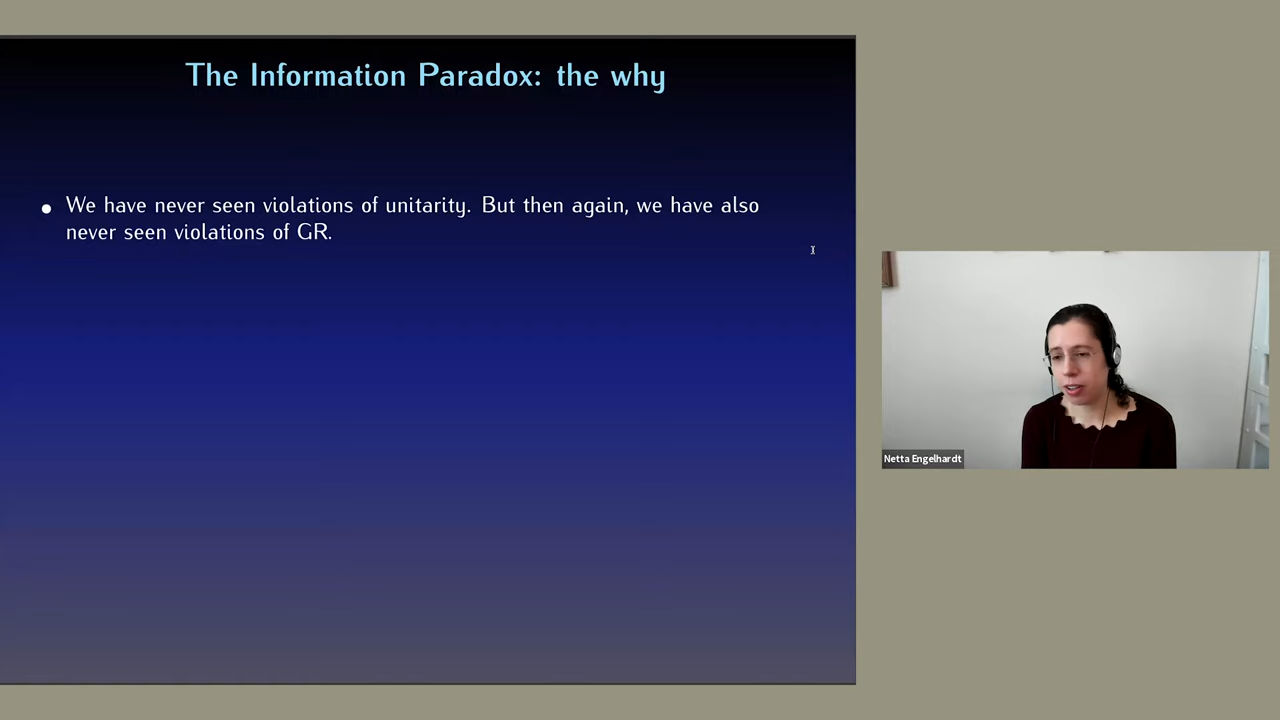 The Information Paradox: the why
• We have never seen violations of unitarity. But then again, we have also
never seen violations of GR.
Netta Engelhardt